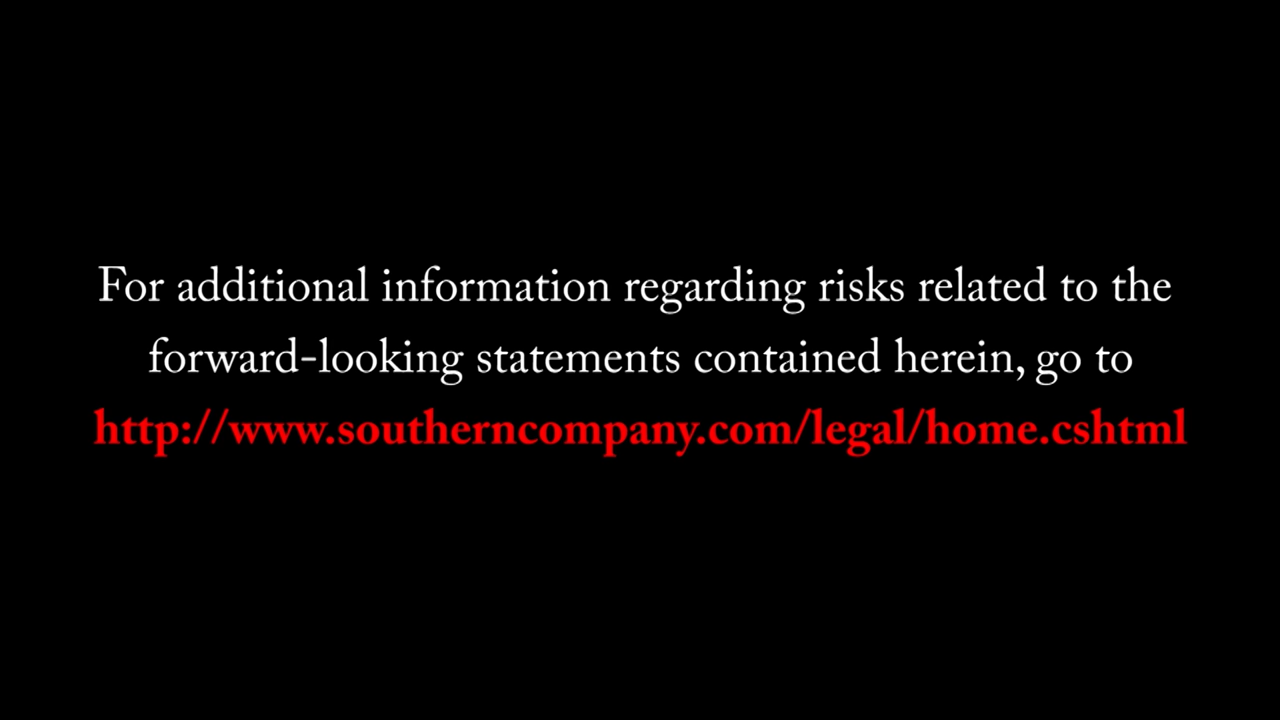 For additional information regarding risks related to the
forward-looking statements contained herein, go to
http://www.southerncompany.com/legal/home.cshtml